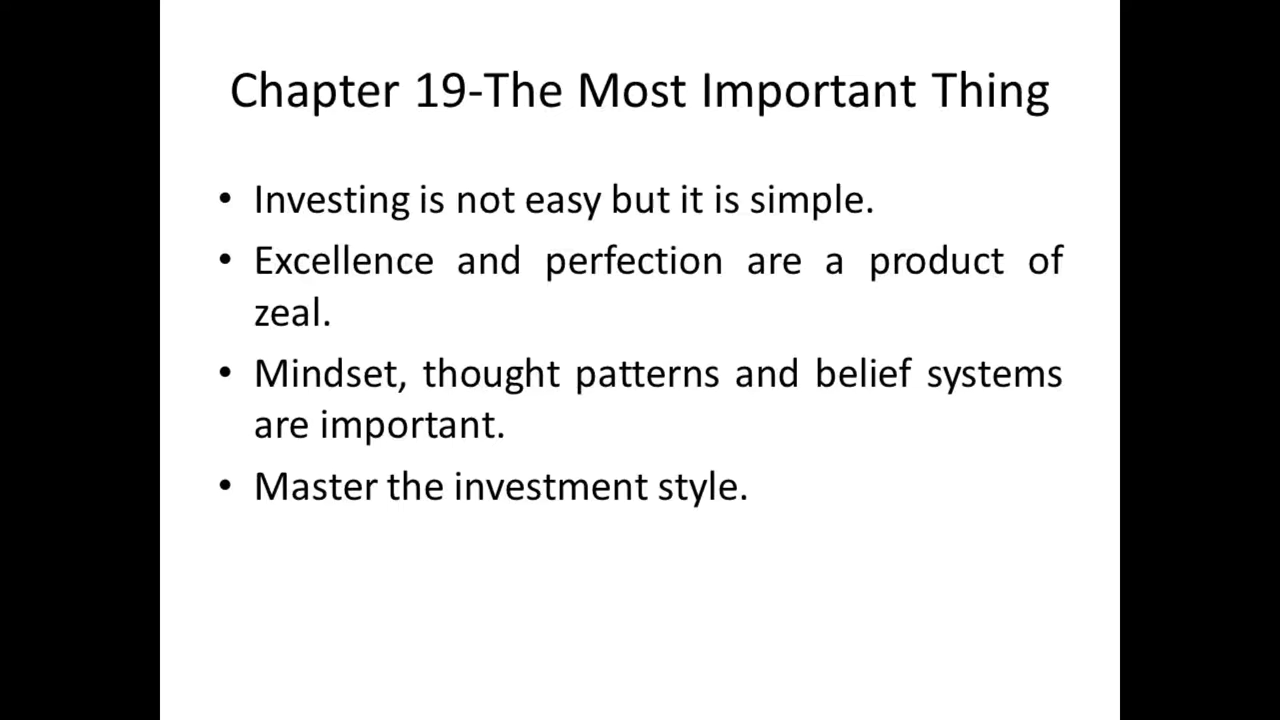 Chapter 19-The Most Important Thing
• Investing is not easy but it is simple.
• Excellence and perfection are a product of
zeal.
• Mindset, thought patterns and belief systems
are important.
• Master the investment style.